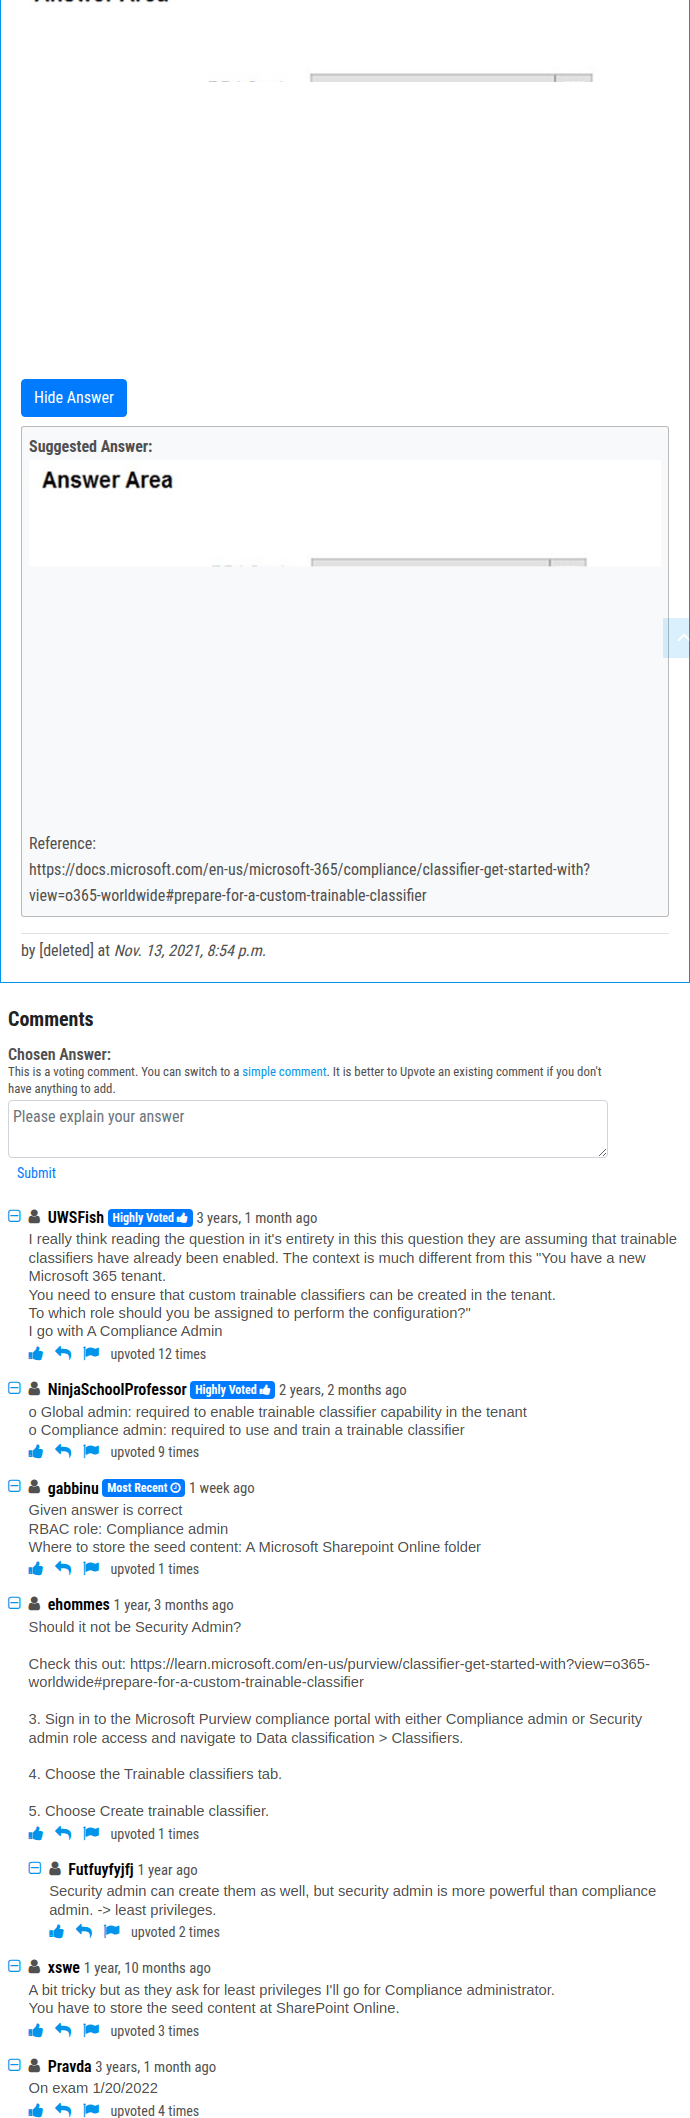 Hide Answer
Suggested Answer:
Answer Area
Reference:
https://docs.microsoft.com/en-us/microsoft-365/compliance/classifier-get-started-with?
view=o365-worldwide#prepare-for-a-custom-trainable-classifier
by [deleted] at Nov. 13, 2021, 8:54 p.m.
Comments
Chosen Answer:
This is a voting comment. You can switch to a simple comment. It is better to Upvote an existing comment if you don't
have anything to add.
Please explain your answer
Submit
UWSFish Highly Voted 3 years, 1 month ago
I really think reading the question in it's entirety in this this question they are assuming that trainable
classifiers have already been enabled. The context is much different from this "You have a new
Microsoft 365 tenant.
You need to ensure that custom trainable classifiers can be created in the tenant.
To which role should you be assigned to perform the configuration?"
I go with A Compliance Admin
upvoted 12 times
NinjaSchoolProfessor Highly Voted 2 years, 2 months ago
o Global admin: required to enable trainable classifier capability in the tenant
o Compliance admin: required to use and train a trainable classifier
upvoted 9 times
gabbinu Most Recent 1 week ago
Given answer is correct
RBAC role: Compliance admin
Where to store the seed content: A Microsoft Sharepoint Online folder
upvoted 1 times
ehommes 1 year, 3 months ago
Should it not be Security Admin?
Check this out: https://learn.microsoft.com/en-us/purview/classifier-get-started-with?view=o365-
worldwide#prepare-for-a-custom-trainable-classifier
3. Sign in to the Microsoft Purview compliance portal with either Compliance admin or Security
admin role access and navigate to Data classification > Classifiers.
4. Choose the Trainable classifiers tab.
5. Choose Create trainable classifier.
upvoted 1 times
Futfuyfyjfj 1 year ago
Security admin can create them as well, but security admin is more powerful than compliance
admin. -> least privileges.
upvoted 2 times
xswe 1 year, 10 months ago
A bit tricky but as they ask for least privileges I'll go for Compliance administrator.
You have to store the seed content at SharePoint Online.
upvoted 3 times
Pravda 3 years, 1 month ago
On exam 1/20/2022
upvoted 4 times